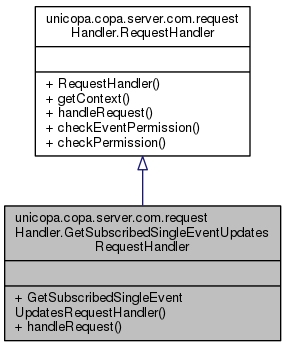 unicopa.copa.server.com.request
Handler.RequestHandler
+ RequestHandler()
+ getContext()
+ handleRequest()
+ checkEventPermission()
+ checkPermission()
unicopa.copa.server.com.request
Handler.GetSubscribedSingleEventUpdates
RequestHandler
+ GetSubscribedSingleEvent
UpdatesRequestHandler()
+ handleRequest()